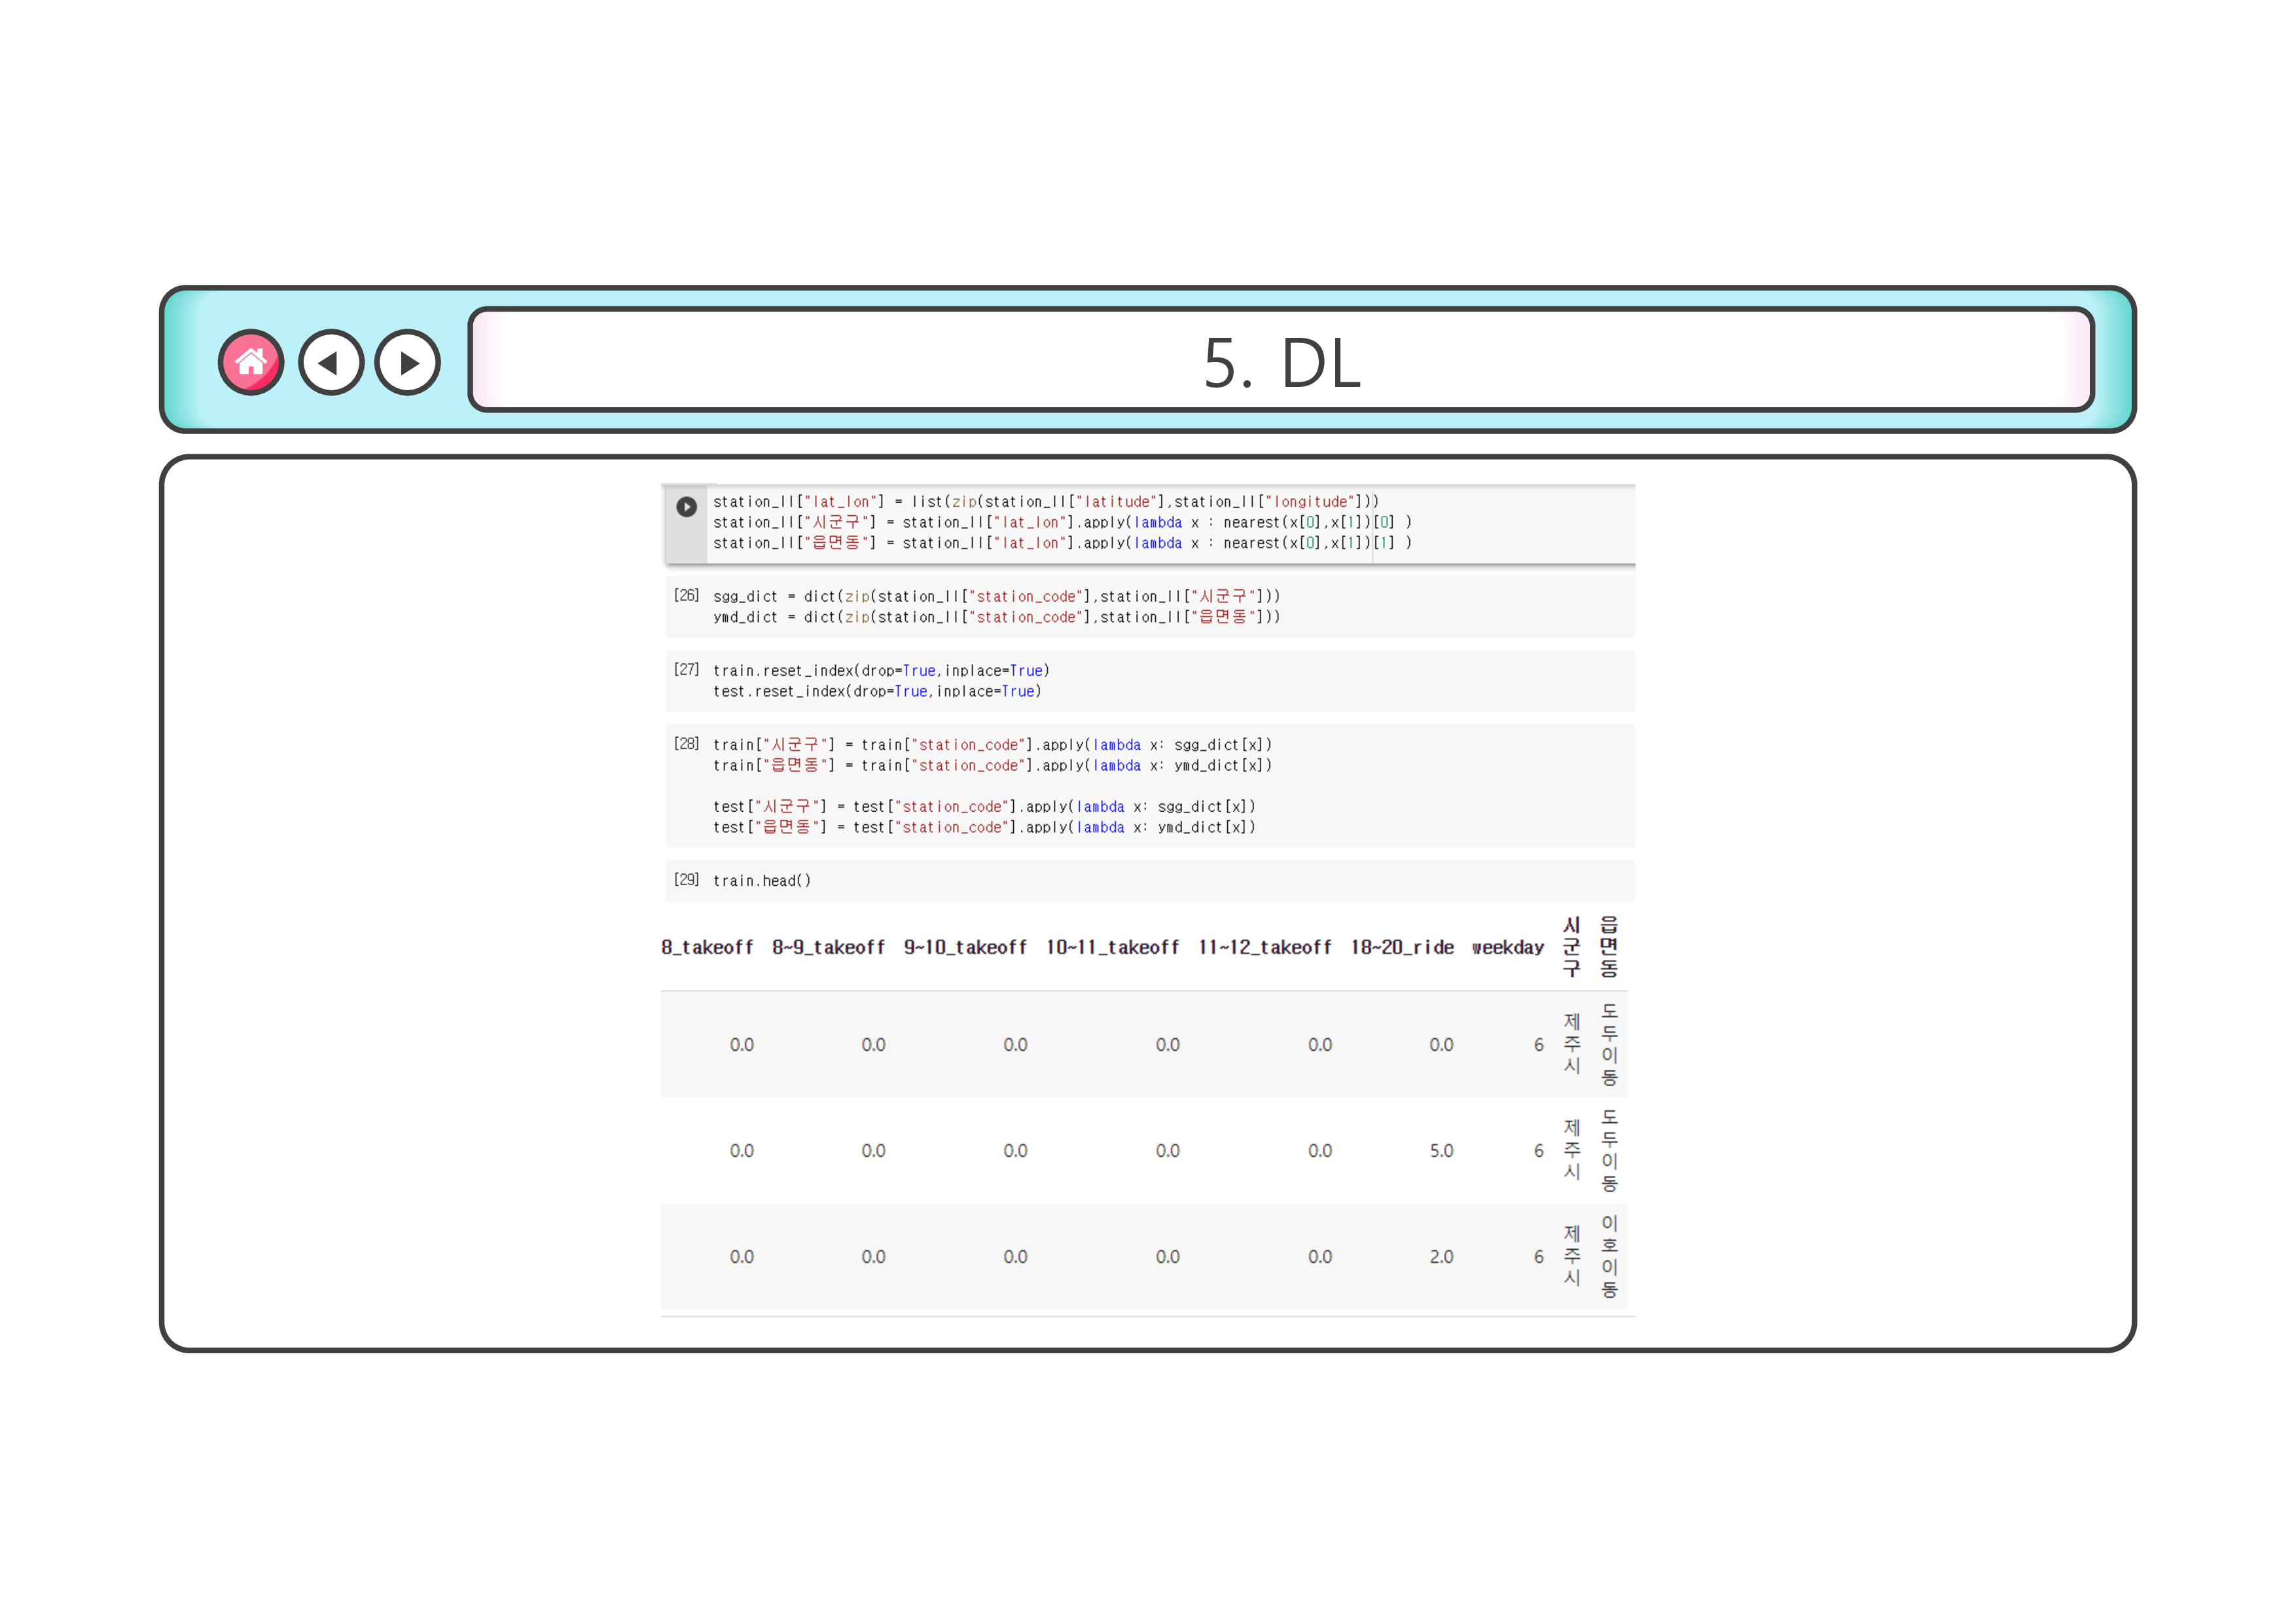 5. DL
station_ll["lat_lon"] = list(zip(station_ll["latitude"],station_ll["longitude"]))
station_ll["시군구"] = station_ll["lat_lon"].apply(lambda x : nearest(x[0],x[1])[0] )
station_ll["읍면동"] = station_ll["lat_lon"].apply(lambda x : nearest(x[0],x[1])[1] )
[26] sgg_dict = dict(zip(station_ll["station_code"],station_ll["시군구"]))
ymd_dict = dict(zip(station_ll["station_code"],station_ll["읍면동"]))
[27] train.reset_index(drop=True,inplace=True)
test.reset_index(drop=True,inplace=True)
[28] train["시군구"] = train["station_code"].apply(lambda x: sgg_dict[x])
train["읍면동"] = train["station_code"].apply(lambda x: ymd_dict[x])
test["시군구"] = test["station_code"].apply(lambda x: sgg_dict[x])
test["읍면동"] = test["station_code"].apply(lambda x: ymd_dict[x])
[29] train.head()
8_takeoff 8~9_takeoff 9~10_takeoff 10~11_takeoff 11~12_takeoff 18~20_ride weekday 시군구 읍면동
0.0 0.0 0.0 0.0 0.0 0.0 6 제주시 도두이동
0.0 0.0 0.0 0.0 0.0 5.0 6 제주시 도두이동
0.0 0.0 0.0 0.0 0.0 2.0 6 제주시 이호이동